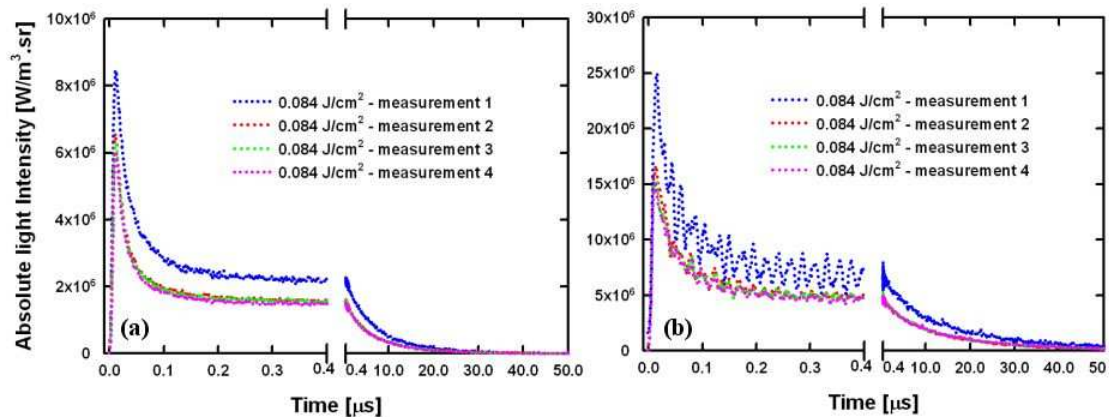 Absolute light Intensity [W/m³.sr]
10x10⁶
8x10⁶
6x10⁶
4x10⁶
2x10⁶
0
0.084 J/cm² - measurement 1
0.084 J/cm² - measurement 2
0.084 J/cm² - measurement 3
0.084 J/cm² - measurement 4
(a)
0.0 0.1 0.2 0.3 0.4 0.4 10.0 20.0 30.0 40.0 50.0
Time [µs]
30x10⁶
25x10⁶
20x10⁶
15x10⁶
10x10⁶
5x10⁶
0
0.084 J/cm² - measurement 1
0.084 J/cm² - measurement 2
0.084 J/cm² - measurement 3
0.084 J/cm² - measurement 4
(b)
0.0 0.1 0.2 0.3 0.4 0.4 10.0 20.0 30.0 40.0 50.0
Time [µs]